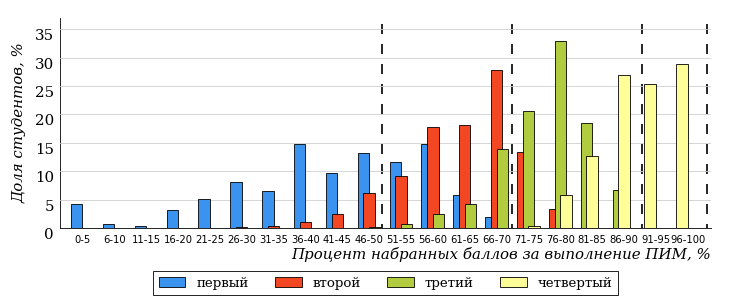 Доля студентов, %
35
30
25
20
15
10
5
0
0-5 6-10 11-15 16-20 21-25 26-30 31-35 36-40 41-45 46-50 51-55 56-60 61-65 66-70 71-75 76-80 81-85 86-90 91-95 96-100
Процент набранных баллов за выполнение ПИМ, %
первый второй третий четвертый